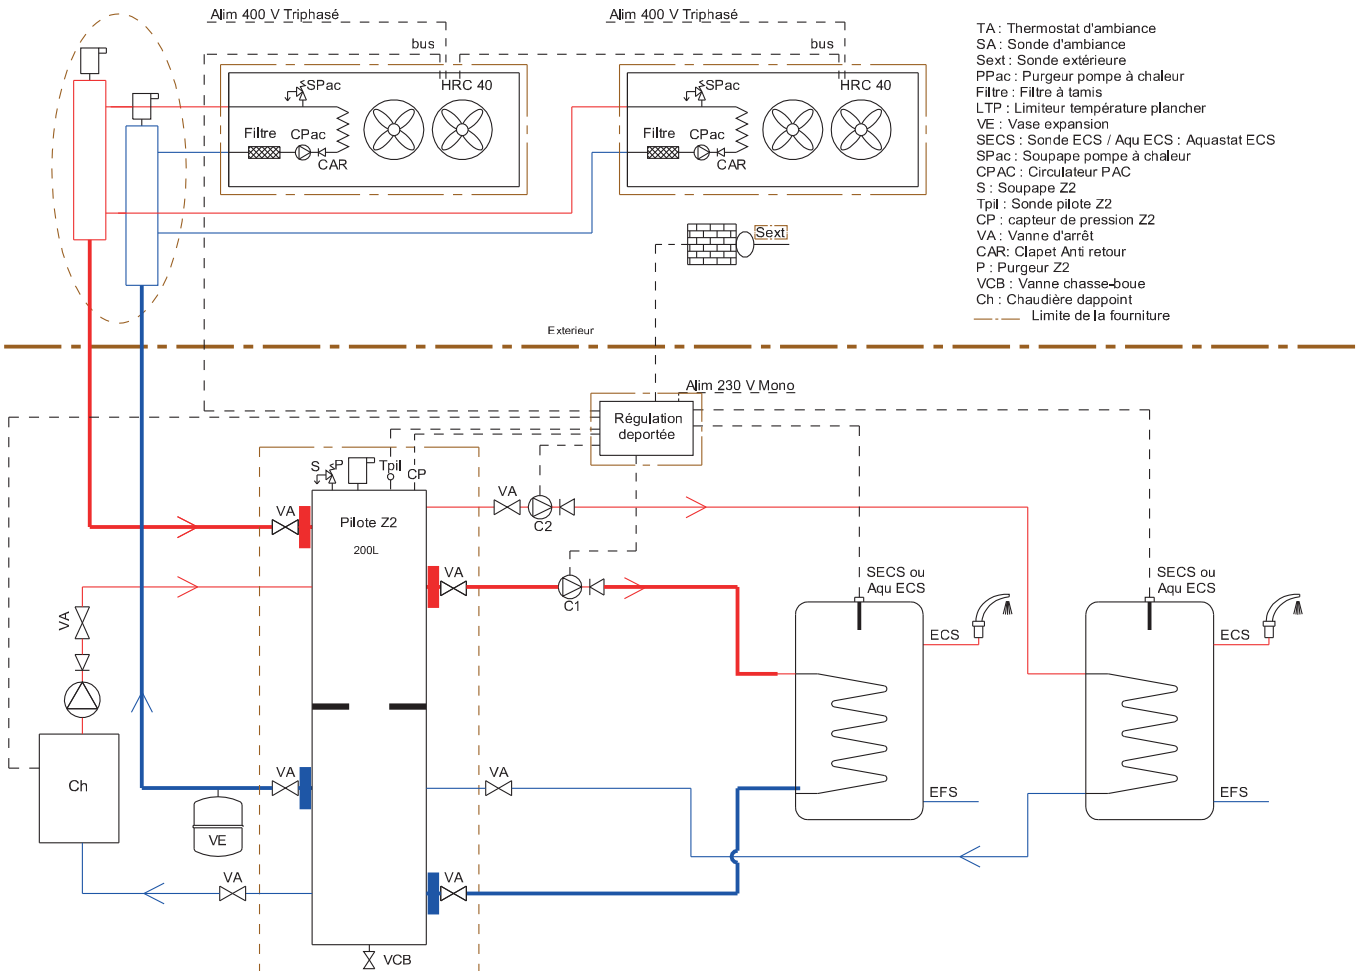 Alim 400 V Triphasé
Alim 400 V Triphasé
bus
bus
SPac
HRC 40
Filtre
CPac
CAR
SPac
HRC 40
Filtre
CPac
CAR
TA : Thermostat d'ambiance
SA : Sonde d'ambiance
Sext : Sonde extérieure
PPac : Purgeur pompe à chaleur
Filtre : Filtre à tamis
LTP : Limiteur température plancher
VE : Vase expansion
SECS : Sonde ECS / Aqu ECS : Aquastat ECS
SPac : Soupape pompe à chaleur
CPAC : Circulateur PAC
S : Soupape Z2
Tpil : Sonde pilote Z2
CP : capteur de pression Z2
VA : Vanne d'arrêt
CAR: Clapet Anti retour
P : Purgeur Z2
VCB : Vanne chasse-boue
Ch : Chaudière dappoint
Limite de la fourniture
Sext
Exterieur
Alim 230 V Mono
Régulation
deportée
S
P
Tpil
CP
VA
Pilote Z2
200L
VA
C2
VA
C1
VA
SECS ou
Aqu ECS
SECS ou
Aqu ECS
ECS
ECS
Ch
VA
VE
VA
EFS
EFS
VA
VA
VCB